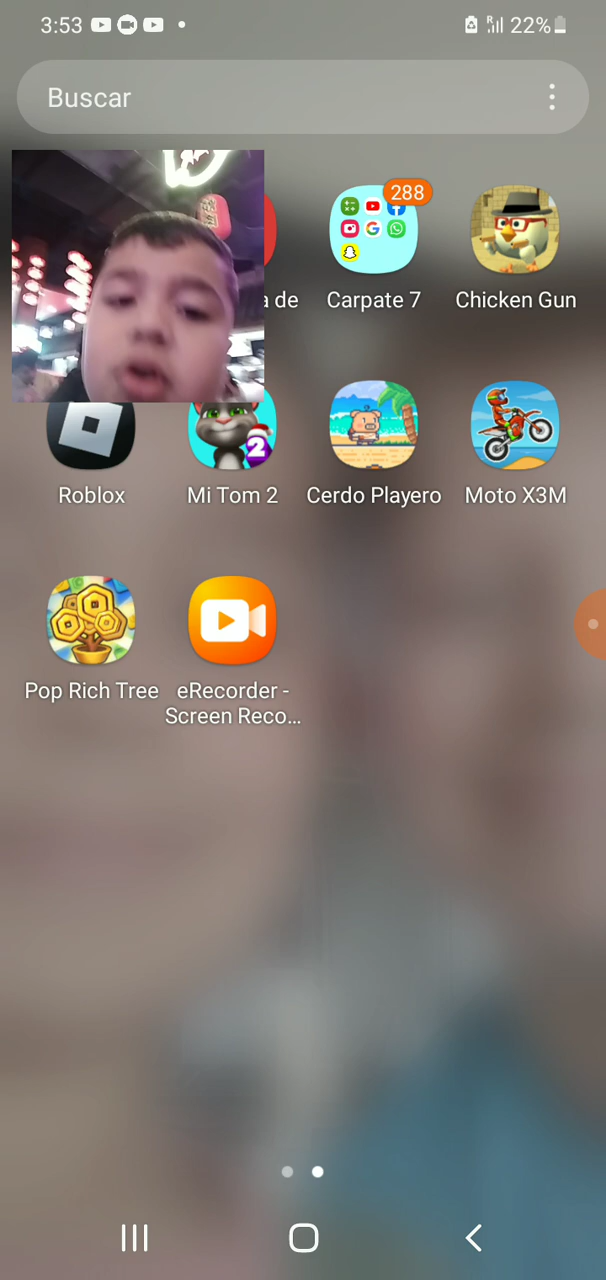 3:53
22%
Buscar
288
a de
Carpate 7
Chicken Gun
2
Roblox
Mi Tom 2
Cerdo Playero
Moto X3M
Pop Rich Tree
eRecorder -
Screen Reco...